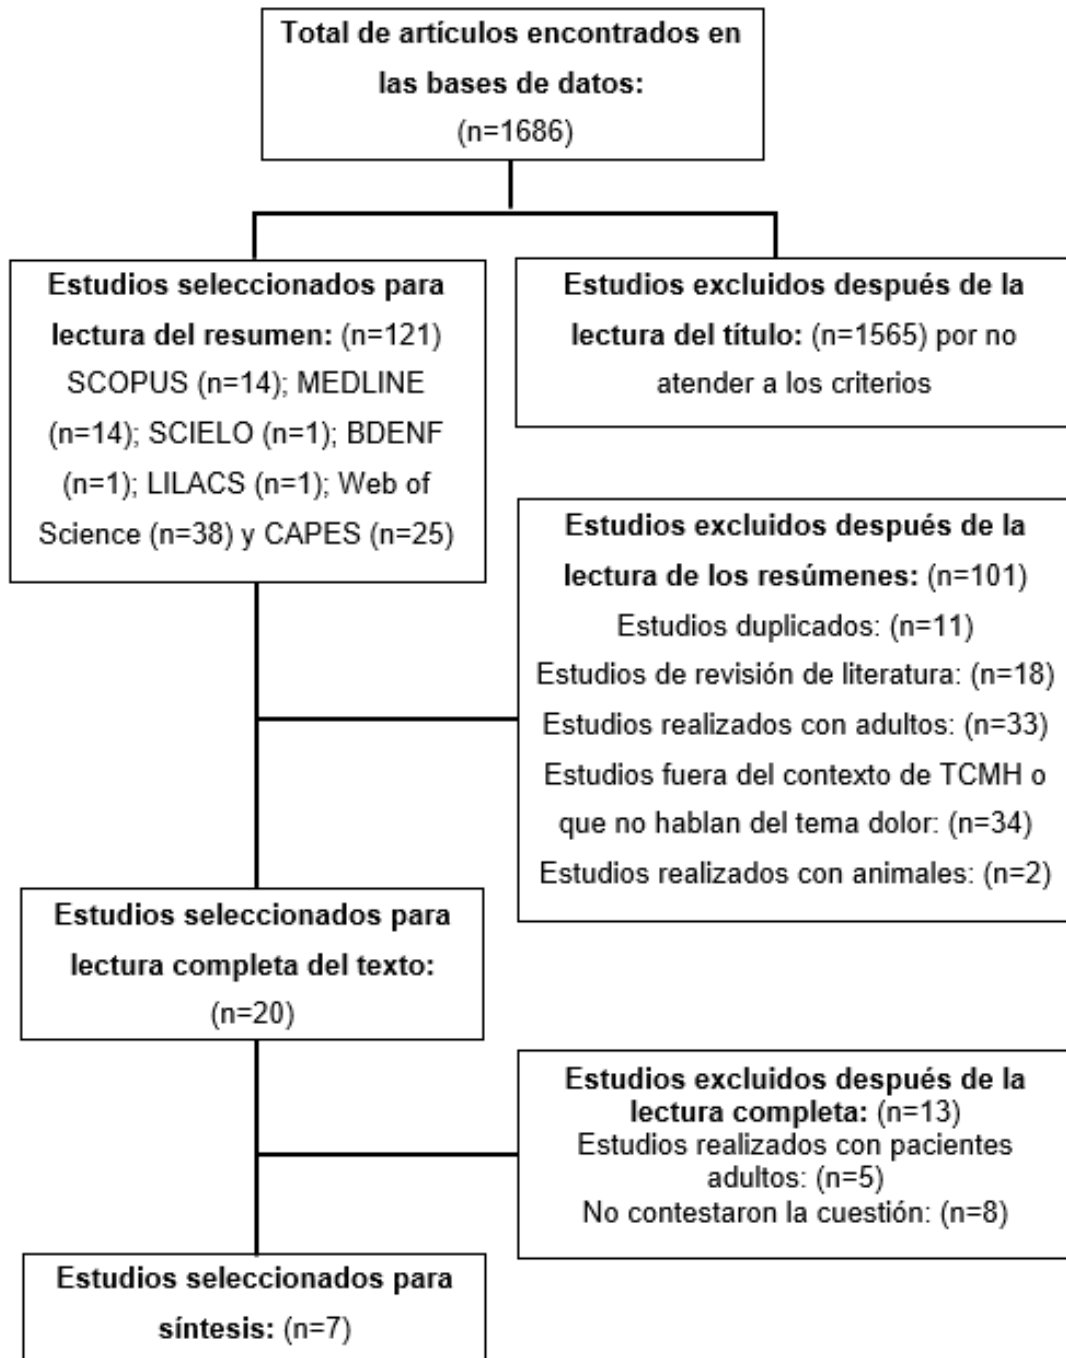 Total de artículos encontrados en
las bases de datos:
(n=1686)
Estudios seleccionados para
lectura del resumen: (n=121)
SCOPUS (n=14); MEDLINE
(n=14); SCIELO (n=1); BDENF
(n=1); LILACS (n=1); Web of
Science (n=38) y CAPES (n=25)
Estudios excluidos después de la
lectura del título: (n=1565) por no
atender a los criterios
Estudios excluidos después de la
lectura de los resúmenes: (n=101)
Estudios duplicados: (n=11)
Estudios de revisión de literatura: (n=18)
Estudios realizados con adultos: (n=33)
Estudios fuera del contexto de TCMH o
que no hablan del tema dolor: (n=34)
Estudios realizados con animales: (n=2)
Estudios seleccionados para
lectura completa del texto:
(n=20)
Estudios excluidos después de la
lectura completa: (n=13)
Estudios realizados con pacientes
adultos: (n=5)
No contestaron la cuestión: (n=8)
Estudios seleccionados para
síntesis: (n=7)